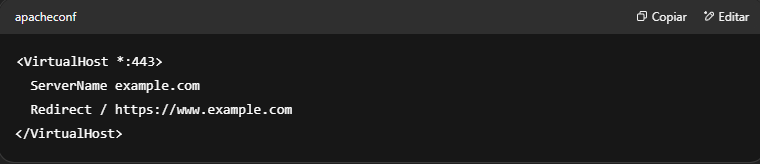 apacheconf Copiar Editar
<VirtualHost *:443>
ServerName example.com
Redirect / https://www.example.com
</VirtualHost>